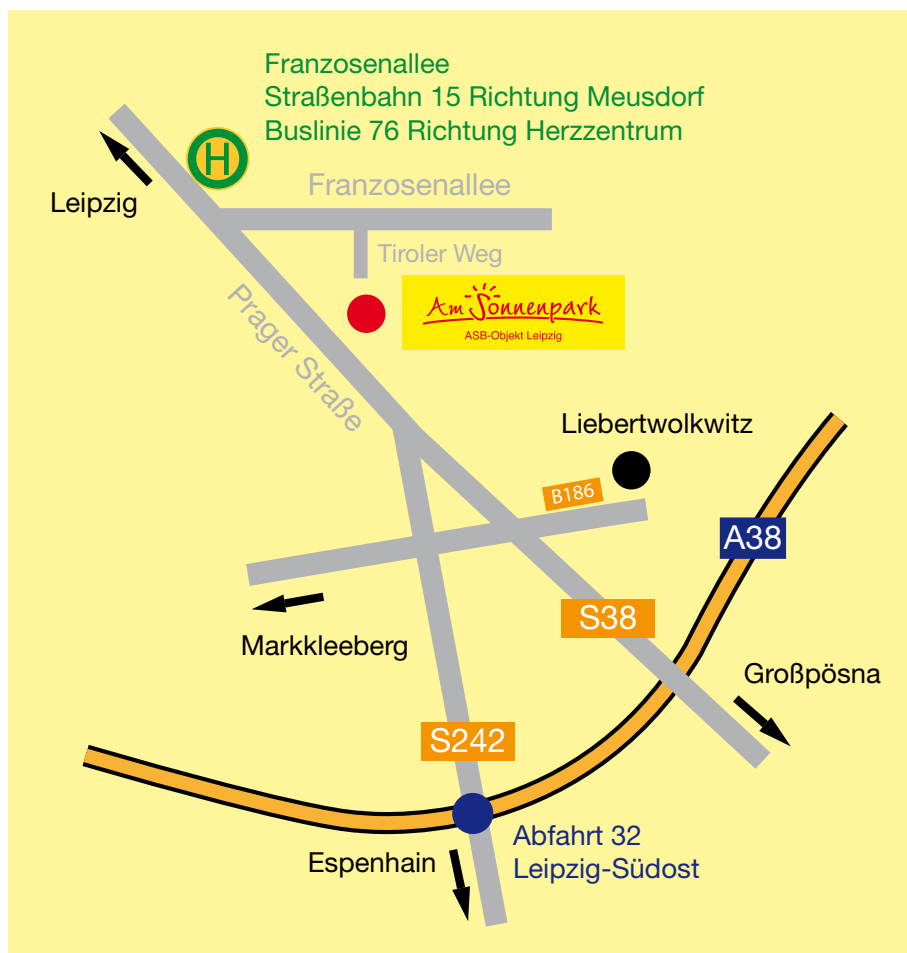 Franzosenallee
Straßenbahn 15 Richtung Meusdorf
Buslinie 76 Richtung Herzzentrum
H
Leipzig
Franzosenallee
Tiroler Weg
Am Sonnenpark
ASB-Objekt Leipzig
Prager Straße
Liebertwolkwitz
B186
A38
S38
Markkleeberg
Großpösna
S242
Abfahrt 32
Leipzig-Südost
Espenhain